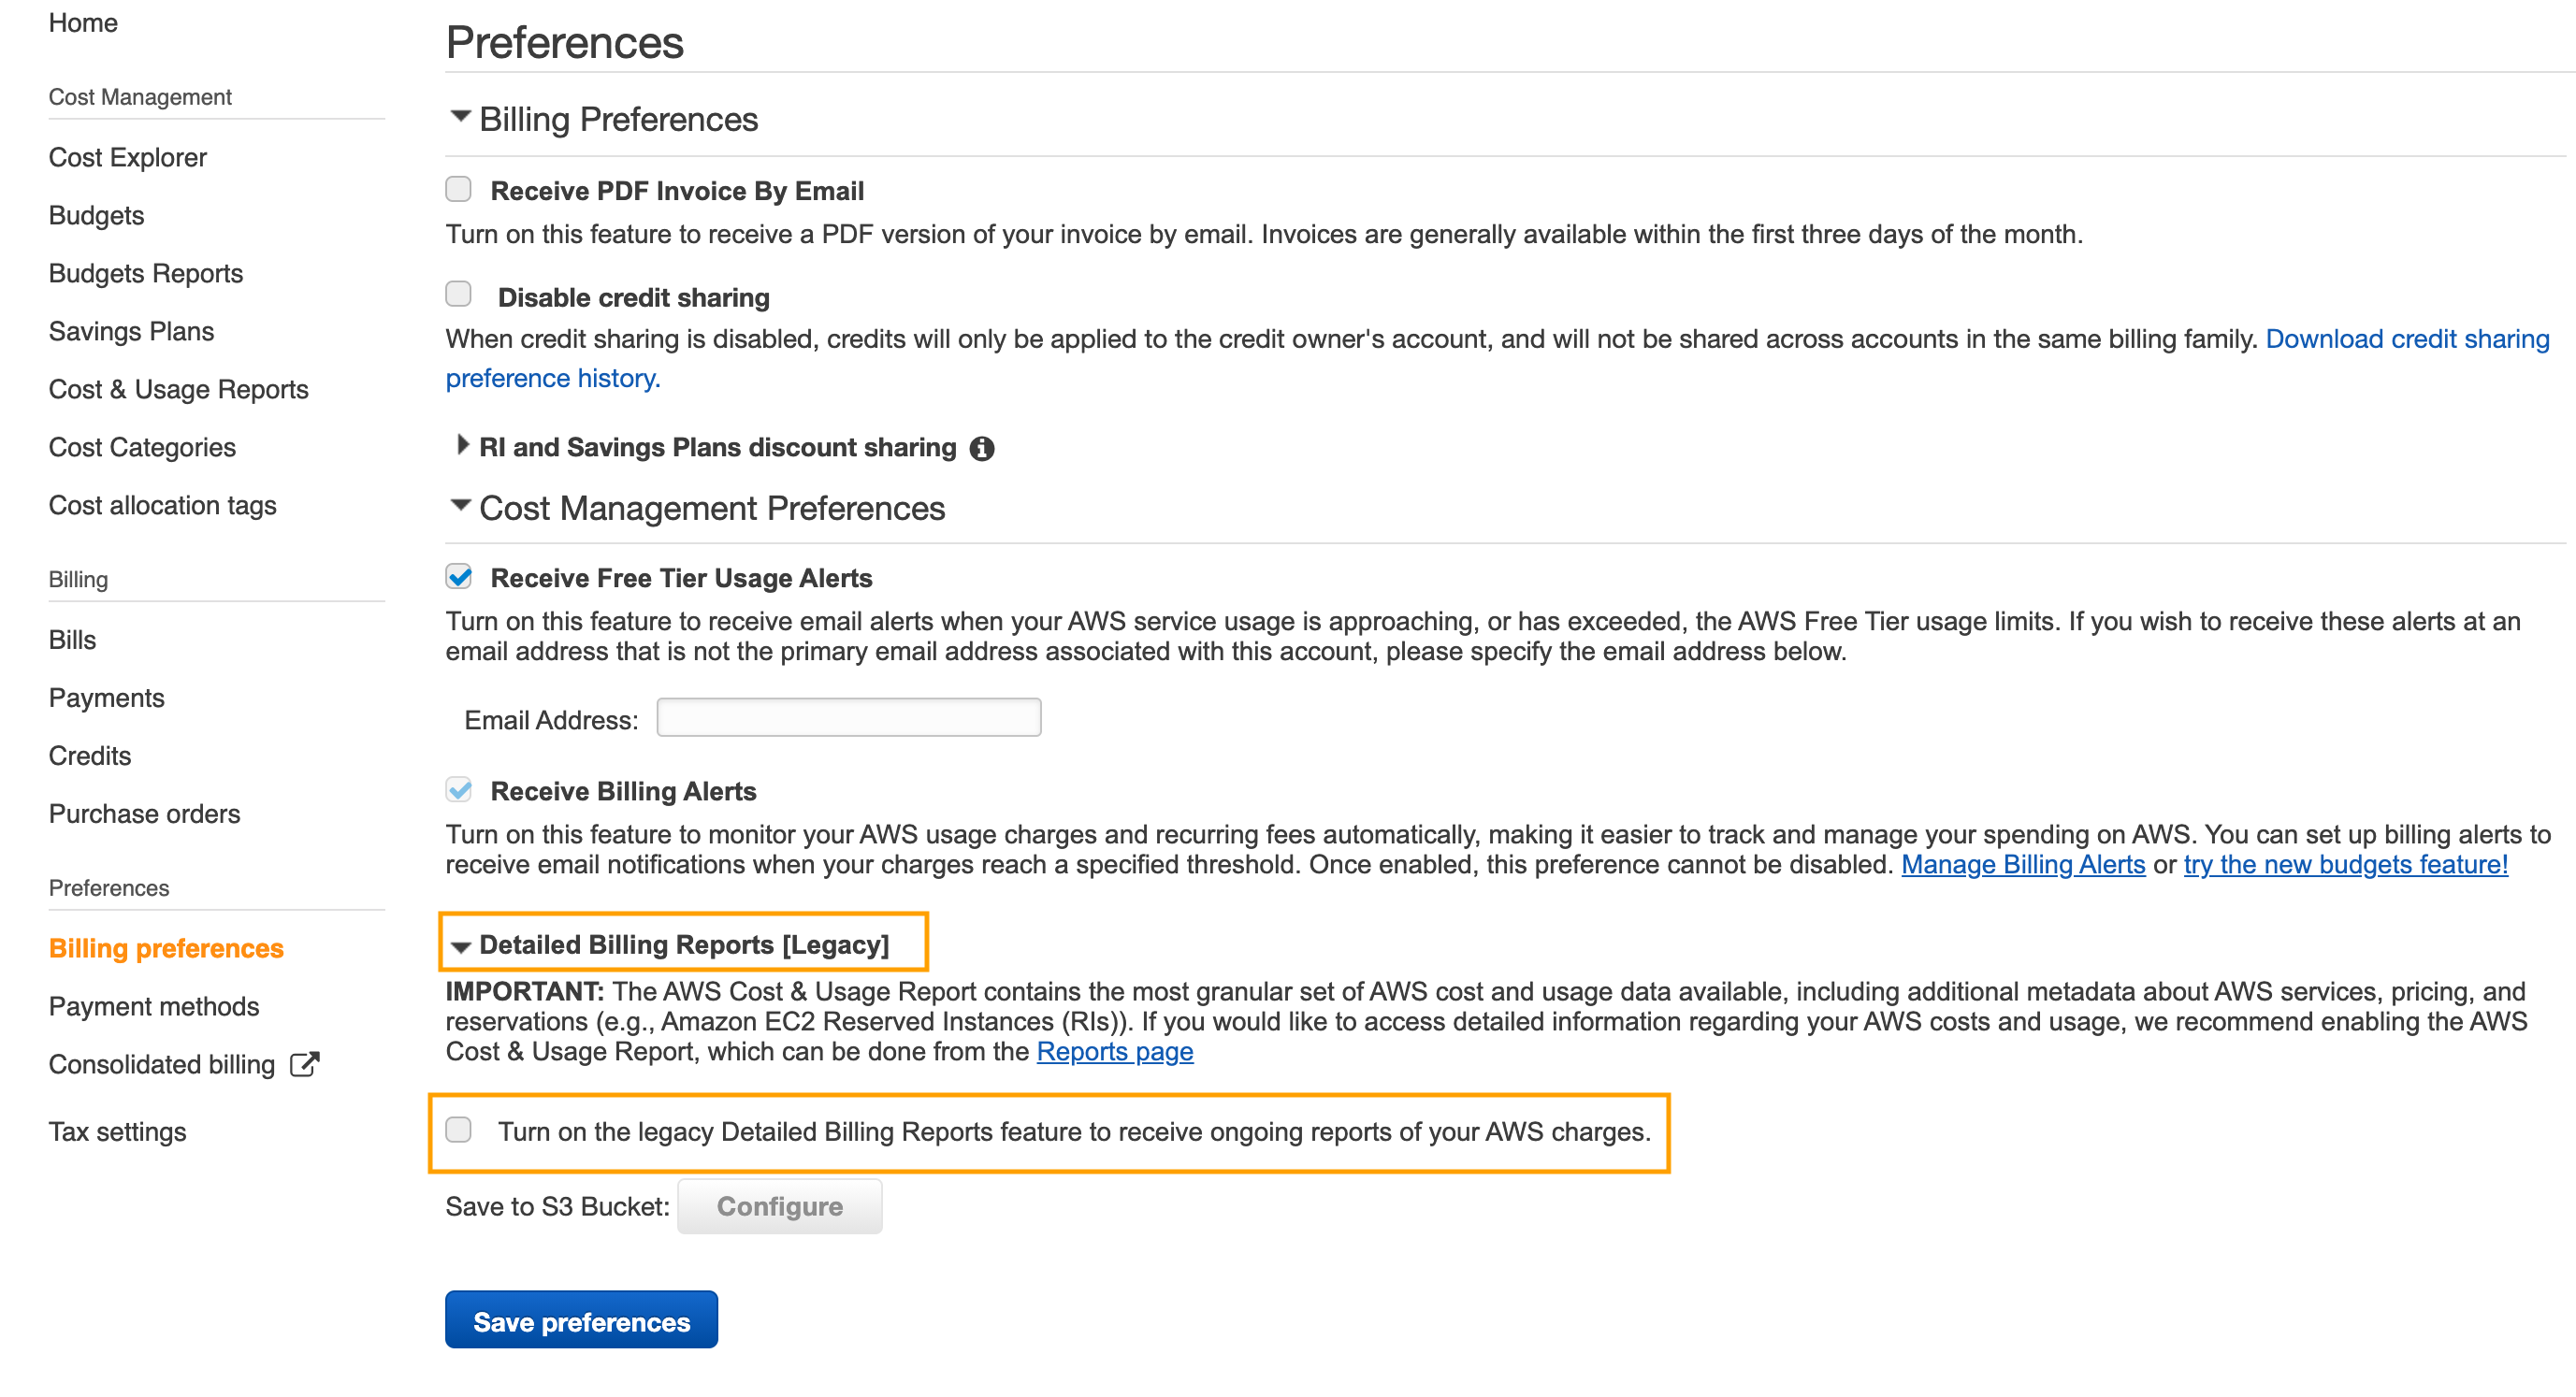 Home
Cost Management
Cost Explorer
Budgets
Budgets Reports
Savings Plans
Cost & Usage Reports
Cost Categories
Cost allocation tags
Billing
Bills
Payments
Credits
Purchase orders
Preferences
Billing preferences
Payment methods
Consolidated billing
Tax settings
Preferences
Billing Preferences
Receive PDF Invoice By Email
Turn on this feature to receive a PDF version of your invoice by email. Invoices are generally available within the first three days of the month.
Disable credit sharing
When credit sharing is disabled, credits will only be applied to the credit owner's account, and will not be shared across accounts in the same billing family. Download credit sharing
preference history.
RI and Savings Plans discount sharing
Cost Management Preferences
Receive Free Tier Usage Alerts
Turn on this feature to receive email alerts when your AWS service usage is approaching, or has exceeded, the AWS Free Tier usage limits. If you wish to receive these alerts at an
email address that is not the primary email address associated with this account, please specify the email address below.
Email Address:
Receive Billing Alerts
Turn on this feature to monitor your AWS usage charges and recurring fees automatically, making it easier to track and manage your spending on AWS. You can set up billing alerts to
receive email notifications when your charges reach a specified threshold. Once enabled, this preference cannot be disabled. Manage Billing Alerts or try the new budgets feature!
Detailed Billing Reports [Legacy]
IMPORTANT: The AWS Cost & Usage Report contains the most granular set of AWS cost and usage data available, including additional metadata about AWS services, pricing, and
reservations (e.g., Amazon EC2 Reserved Instances (RIs)). If you would like to access detailed information regarding your AWS costs and usage, we recommend enabling the AWS
Cost & Usage Report, which can be done from the Reports page
Turn on the legacy Detailed Billing Reports feature to receive ongoing reports of your AWS charges.
Save to S3 Bucket: Configure
Save preferences